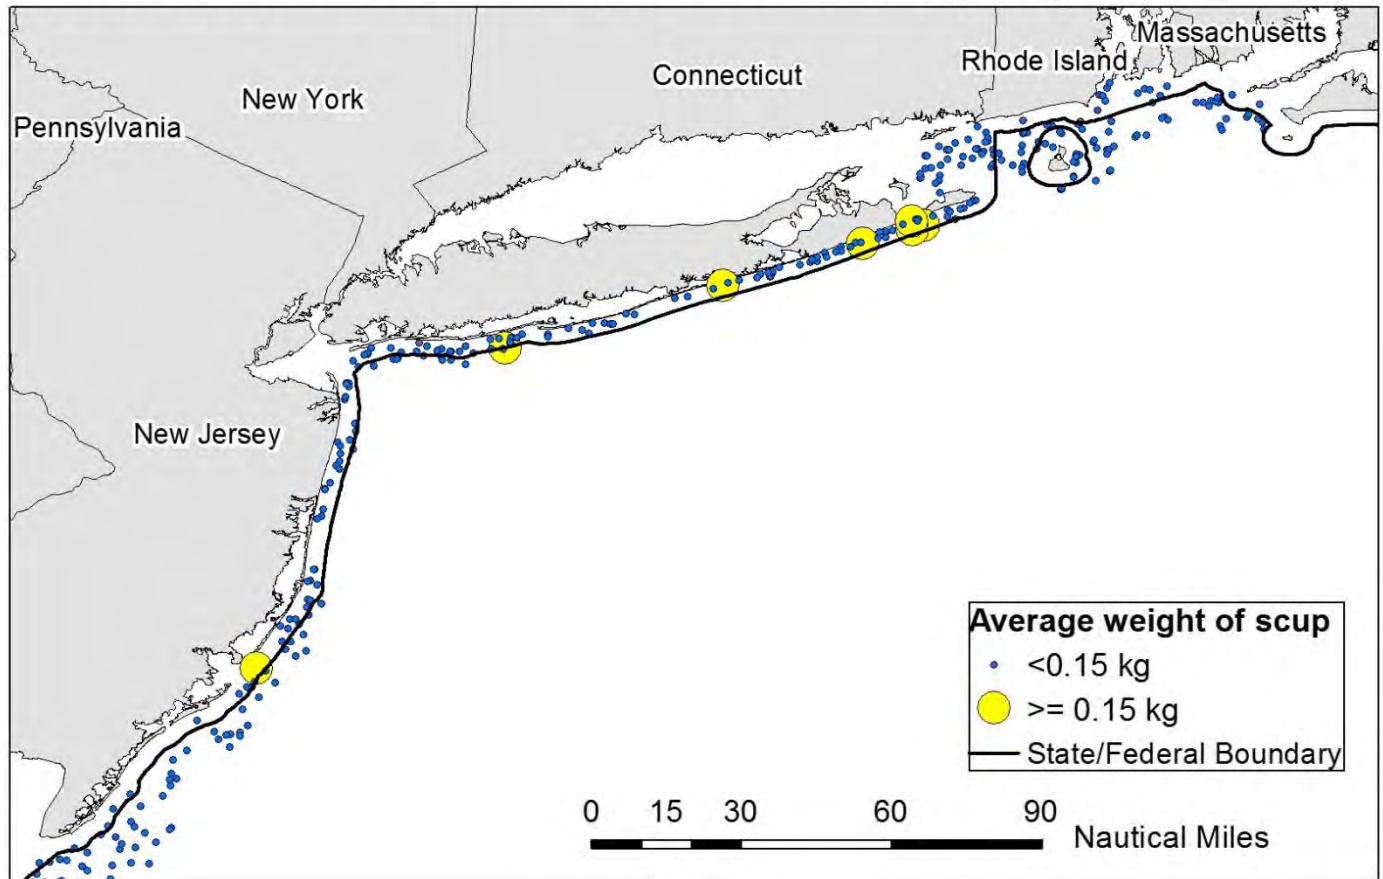 Massachusetts
Rhode Island
Connecticut
New York
Pennsylvania
New Jersey
Average weight of scup
<0.15 kg
>= 0.15 kg
State/Federal Boundary
0 15 30 60 90
Nautical Miles